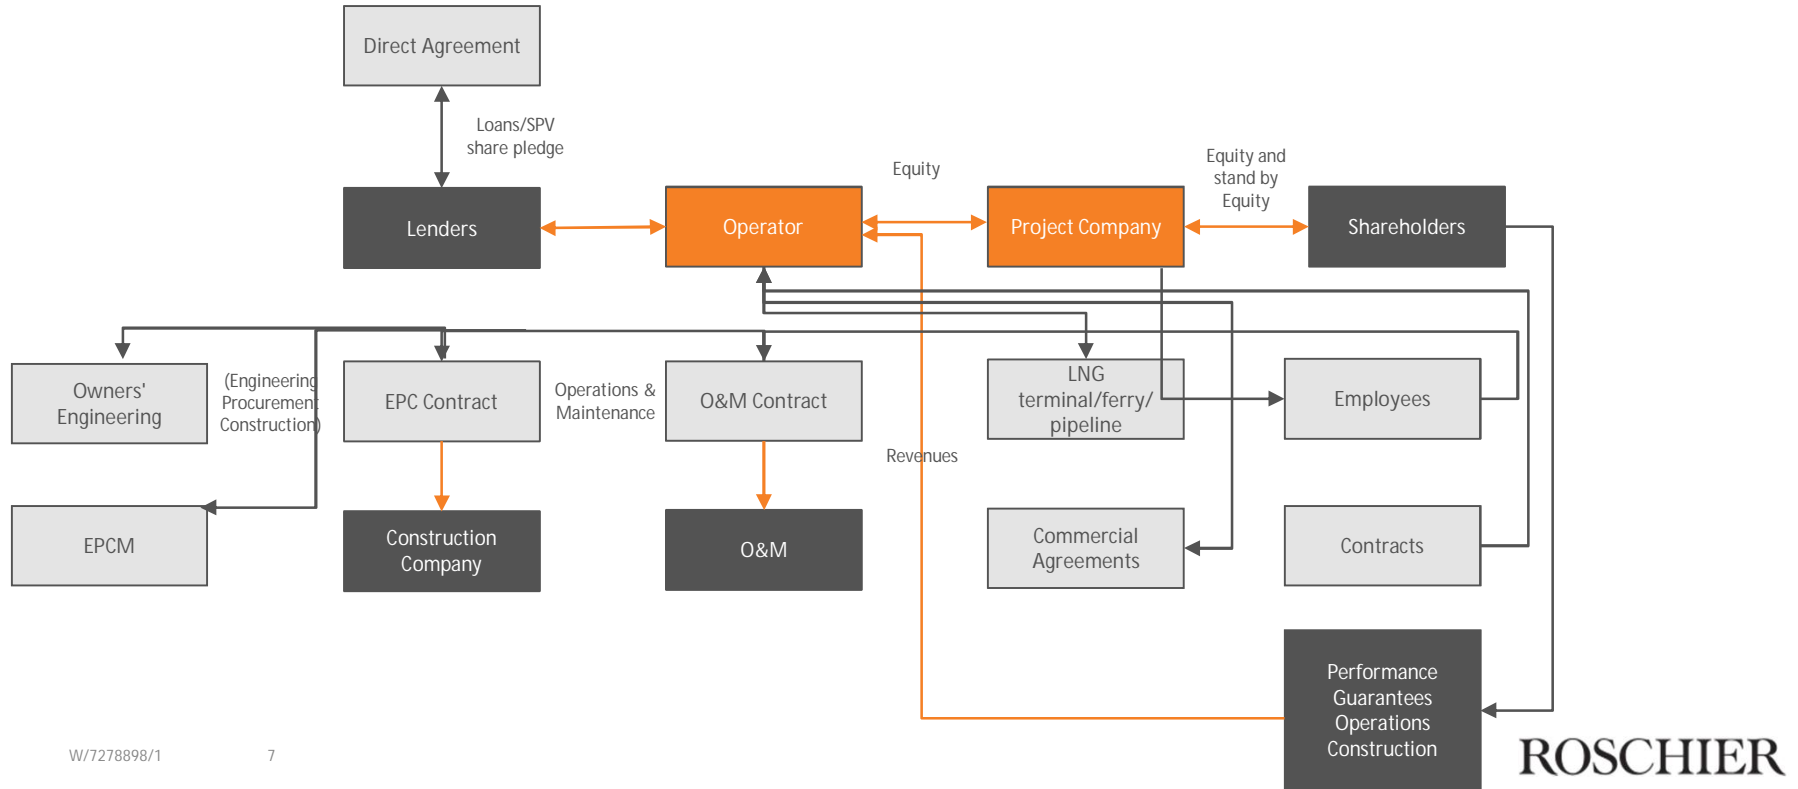 Direct Agreement
Loans/SPV
share pledge
Equity
Equity and
stand by
Equity
Lenders
Operator
Project Company
Shareholders
Owners'
Engineering
(Engineering
Procurement
Construction)
EPC Contract
Operations &
Maintenance
O&M Contract
LNG
terminal/ferry/
pipeline
Employees
Revenues
EPCM
Construction
Company
O&M
Commercial
Agreements
Contracts
Performance
Guarantees
Operations
Construction
W/7278898/1
7
ROSCHIER